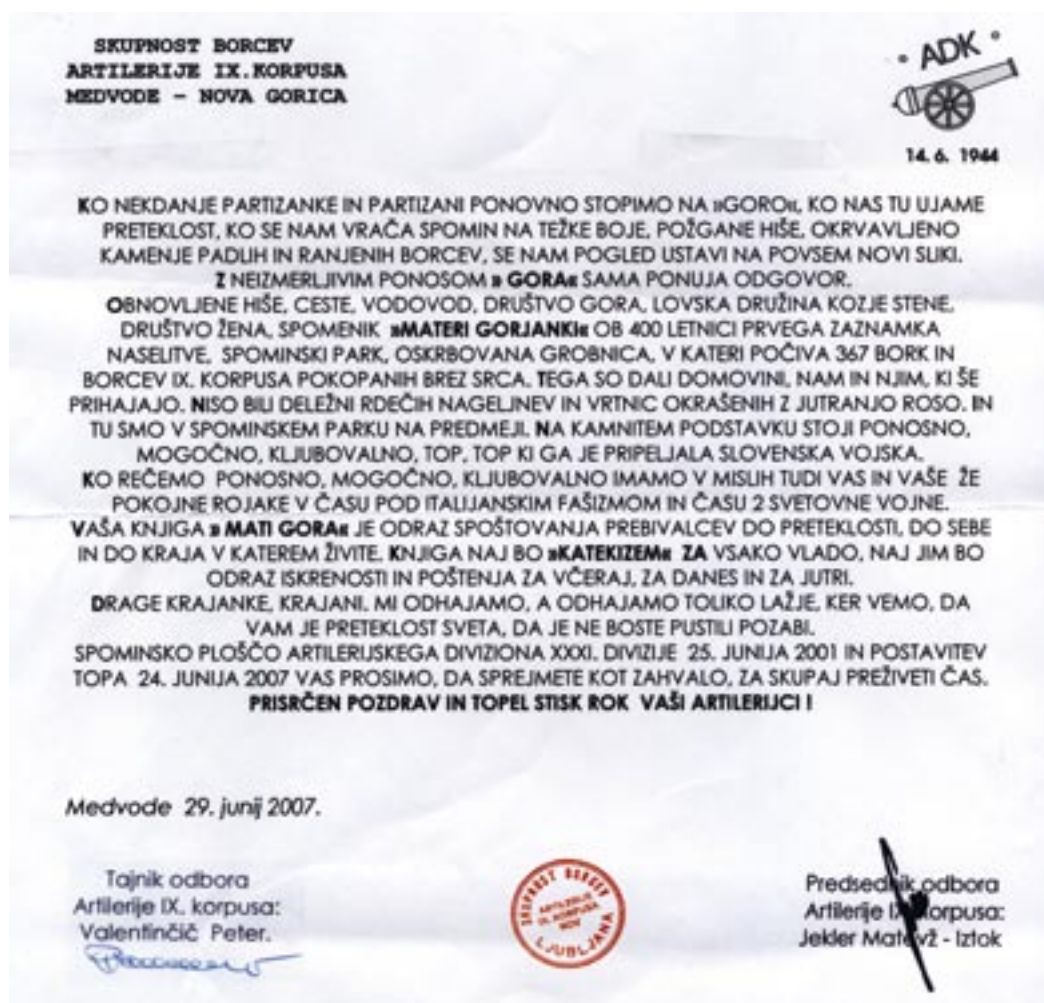 SKUPNOST BORCEV
ARTILERIJE IX.KORPUSA
MEDVODE - NOVA GORICA
• ADK •
14. 6. 1944
KO NEKDANJE PARTIZANKE IN PARTIZANI PONOVNO STOPIMO NA »GORO«, KO NAS TU UJAME
PRETEKLOST, KO SE NAM VRAČA SPOMIN NA TEŽKE BOJE, POŽGANE HIŠE, OKRVAVLJENO
KAMENJE PADLIH IN RANJENIH BORCEV, SE NAM POGLED USTAVI NA POVSEM NOVI SLIKI.
Z NEIZMERLJIVIM PONOSOM » GORA« SAMA PONUJA ODGOVOR.
OBNOVLJENE HIŠE, CESTE, VODOVOD, DRUŠTVO GORA, LOVSKA DRUŽINA KOZJE STENE,
DRUŠTVO ŽENA, SPOMENIK »MATERI GORJANKI« OB 400 LETNICI PRVEGA ZAZNAMKA
NASELITVE, SPOMINSKI PARK, OSKRBOVANA GROBNICA, V KATERI POČIVA 367 BORK IN
BORCEV IX. KORPUSA POKOPANIH BREZ SRCA. TEGA SO DALI DOMOVINI, NAM IN NJIM, KI ŠE
PRIHAJAJO. NISO BILI DELEŽNI RDEČIH NAGELJNEV IN VRTNIC OKRAŠENIH Z JUTRANJO ROSO. IN
TU SMO V SPOMINSKEM PARKU NA PREDMEJI. NA KAMNITEM PODSTAVKU STOJI PONOSNO,
MOGOČNO, KLJUBOVALNO, TOP, TOP KI GA JE PRIPELJALA SLOVENSKA VOJSKA.
KO REČEMO PONOSNO, MOGOČNO, KLJUBOVALNO IMAMO V MISLIH TUDI VAS IN VAŠE ŽE
POKOJNE ROJAKE V ČASU POD ITALIJANSKIM FAŠIZMOM IN ČASU 2 SVETOVNE VOJNE.
VAŠA KNJIGA » MATI GORA« JE ODRAZ SPOŠTOVANJA PREBIVALCEV DO PRETEKLOSTI, DO SEBE
IN DO KRAJA V KATEREM ŽIVITE. KNJIGA NAJ BO »KATEKIZEM« ZA VSAKO VLADO, NAJ JIM BO
ODRAZ ISKRENOSTI IN POŠTENJA ZA VČERAJ, ZA DANES IN ZA JUTRI.
DRAGE KRAJANKE, KRAJANI. MI ODHAJAMO, A ODHAJAMO TOLIKO LAŽJE, KER VEMO, DA
VAM JE PRETEKLOST SVETA, DA JE NE BOSTE PUSTILI POZABI.
SPOMINSKO PLOŠČO ARTILERIJSKEGA DIVIZIONA XXXI. DIVIZIJE 25. JUNIJA 2001 IN POSTAVITEV
TOPA 24. JUNIJA 2007 VAS PROSIMO, DA SPREJMETE KOT ZAHVALO, ZA SKUPAJ PREŽIVETI ČAS.
PRISRČEN POZDRAV IN TOPEL STISK ROK VAŠI ARTILERIJCI !
Medvode 29. junij 2007.
Tajnik odbora
Artilerije IX. korpusa:
Valentinčič Peter.
SKUPNOST BORCEV
ARTILERIJE
IX. KORPUSA
NOV
LJUBLJANA
Predsednik odbora
Artilerije IX. korpusa:
Jekler Matevž - Iztok